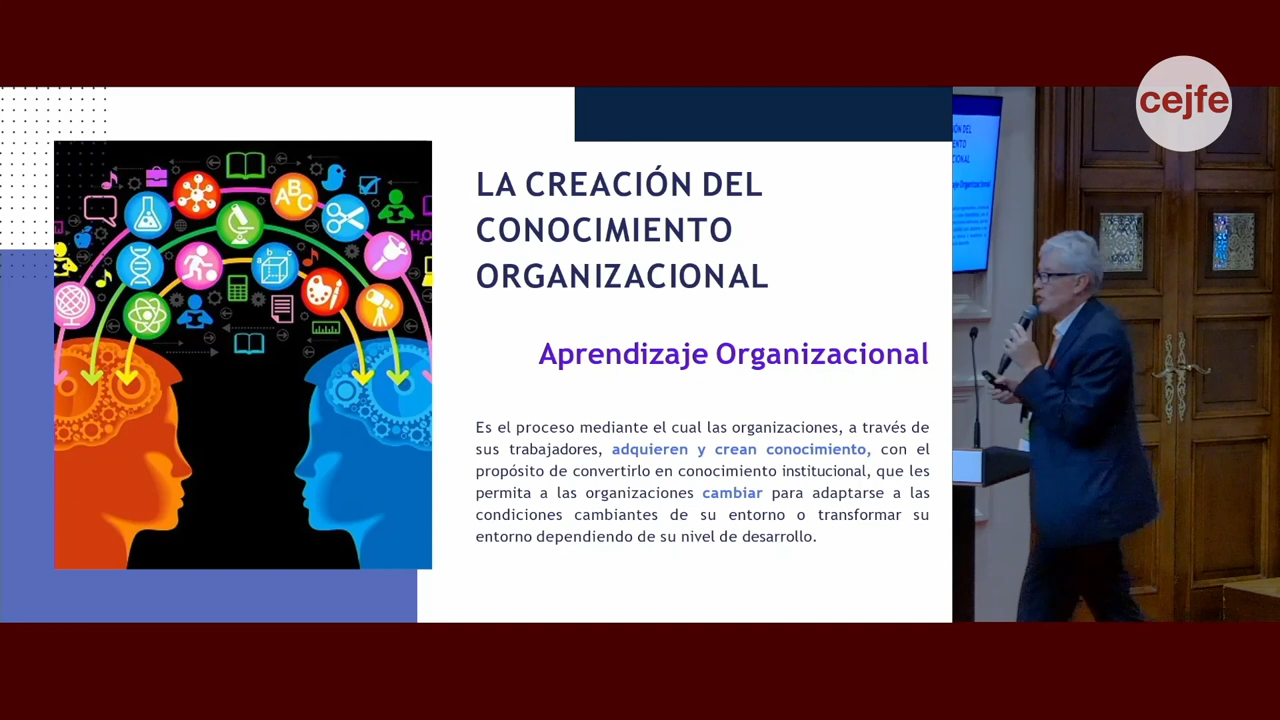 cejfe
LA CREACIÓN DEL
CONOCIMIENTO
ORGANIZACIONAL
Aprendizaje Organizacional
Es el proceso mediante el cual las organizaciones, a través de
sus trabajadores, adquieren y crean conocimiento, con el
propósito de convertirlo en conocimiento institucional, que les
permita a las organizaciones cambiar para adaptarse a las
condiciones cambiantes de su entorno o transformar su
entorno dependiendo de su nivel de desarrollo.
ABC